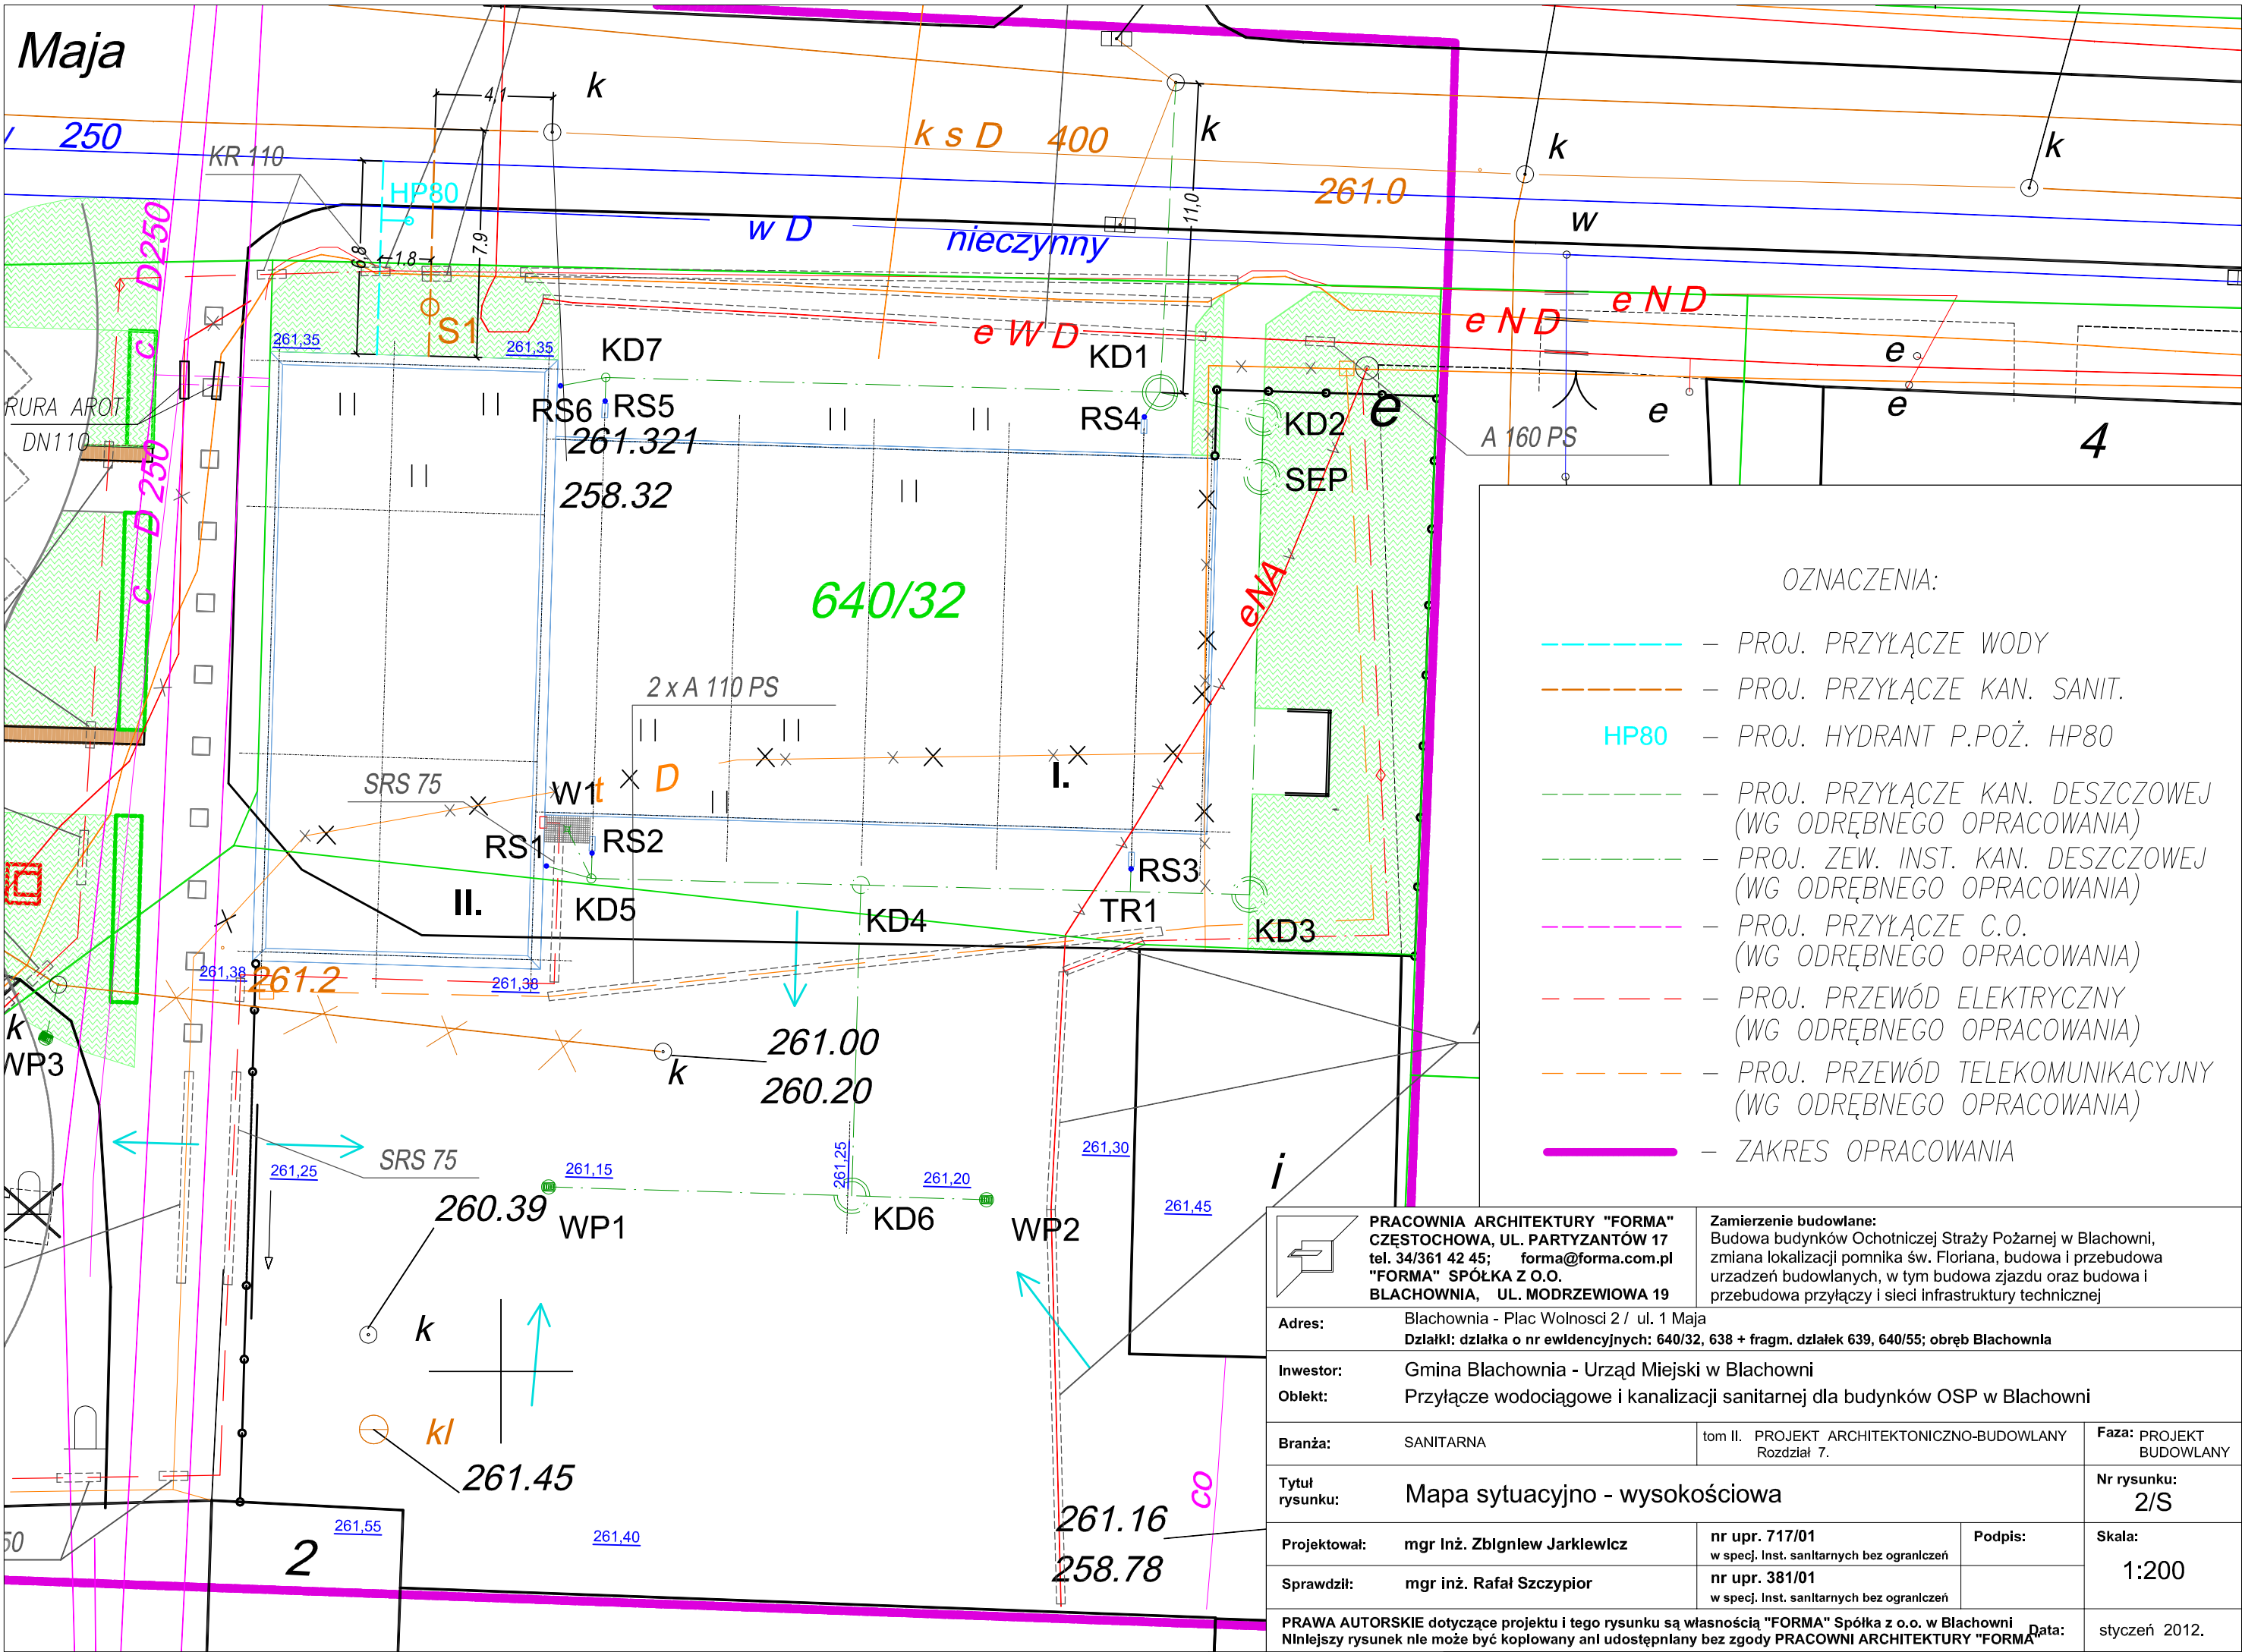 Maja
k
4,1
250
KR 110
k s D 400
k
k
k
HP80
261.0
11,0
w D
nieczynny
w
D250
6,8
1.8
7.9
S1
e N D
e N D
e W D
261,35
261,35
KD7
KD1
e
c
RURA AROT
DN110
RS6
RS5
RS4
KD2
e
e
e
261.321
A 160 PS
4
258.32
SEP
D 250
c
640/32
eNA
2 x A 110 PS
SRS 75
W1
t D
I.
RS1
RS2
RS3
II.
KD5
KD4
TR1
KD3
261,38
261.2
261,38
k
WP3
261.00
260.20
k
SRS 75
261,25
261,15
261,25
261,20
261,30
261,45
i
260.39
WP1
KD6
WP2
k
kl
261.45
co
261.16
258.78
261,55
261,40
2
50
OZNACZENIA:
– PROJ. PRZYŁĄCZE WODY
– PROJ. PRZYŁĄCZE KAN. SANIT.
HP80 – PROJ. HYDRANT P.POŻ. HP80
– PROJ. PRZYŁĄCZE KAN. DESZCZOWEJ
(WG ODRĘBNEGO OPRACOWANIA)
– PROJ. ZEW. INST. KAN. DESZCZOWEJ
(WG ODRĘBNEGO OPRACOWANIA)
– PROJ. PRZYŁĄCZE C.O.
(WG ODRĘBNEGO OPRACOWANIA)
– PROJ. PRZEWÓD ELEKTRYCZNY
(WG ODRĘBNEGO OPRACOWANIA)
– PROJ. PRZEWÓD TELEKOMUNIKACYJNY
(WG ODRĘBNEGO OPRACOWANIA)
– ZAKRES OPRACOWANIA
PRACOWNIA ARCHITEKTURY "FORMA"
CZĘSTOCHOWA, UL. PARTYZANTÓW 17
tel. 34/361 42 45; forma@forma.com.pl
"FORMA" SPÓŁKA Z O.O.
BLACHOWNIA, UL. MODRZEWIOWA 19
Zamierzenie budowlane:
Budowa budynków Ochotniczej Straży Pożarnej w Blachowni,
zmiana lokalizacji pomnika św. Floriana, budowa i przebudowa
urzadzeń budowlanych, w tym budowa zjazdu oraz budowa i
przebudowa przyłączy i sieci infrastruktury technicznej
Adres: Blachownia - Plac Wolnosci 2 / ul. 1 Maja
Działki: działka o nr ewidencyjnych: 640/32, 638 + fragm. działek 639, 640/55; obręb Blachownia
Inwestor: Gmina Blachownia - Urząd Miejski w Blachowni
Obiekt: Przyłącze wodociągowe i kanalizacji sanitarnej dla budynków OSP w Blachowni
Branża: SANITARNA
tom II. PROJEKT ARCHITEKTONICZNO-BUDOWLANY
Rozdział 7.
Faza: PROJEKT
BUDOWLANY
Tytuł
rysunku: Mapa sytuacyjno - wysokościowa
Nr rysunku:
2/S
Projektował: mgr inż. Zbigniew Jarkiewicz
nr upr. 717/01
w specj. inst. sanitarnych bez ograniczeń
Podpis:
Skala:
1:200
Sprawdził: mgr inż. Rafał Szczypior
nr upr. 381/01
w specj. inst. sanitarnych bez ograniczeń
PRAWA AUTORSKIE dotyczące projektu i tego rysunku są własnością "FORMA" Spółka z o.o. w Blachowni
Niniejszy rysunek nie może być kopiowany ani udostępniany bez zgody PRACOWNI ARCHITEKTURY "FORMA"
Data: styczeń 2012.